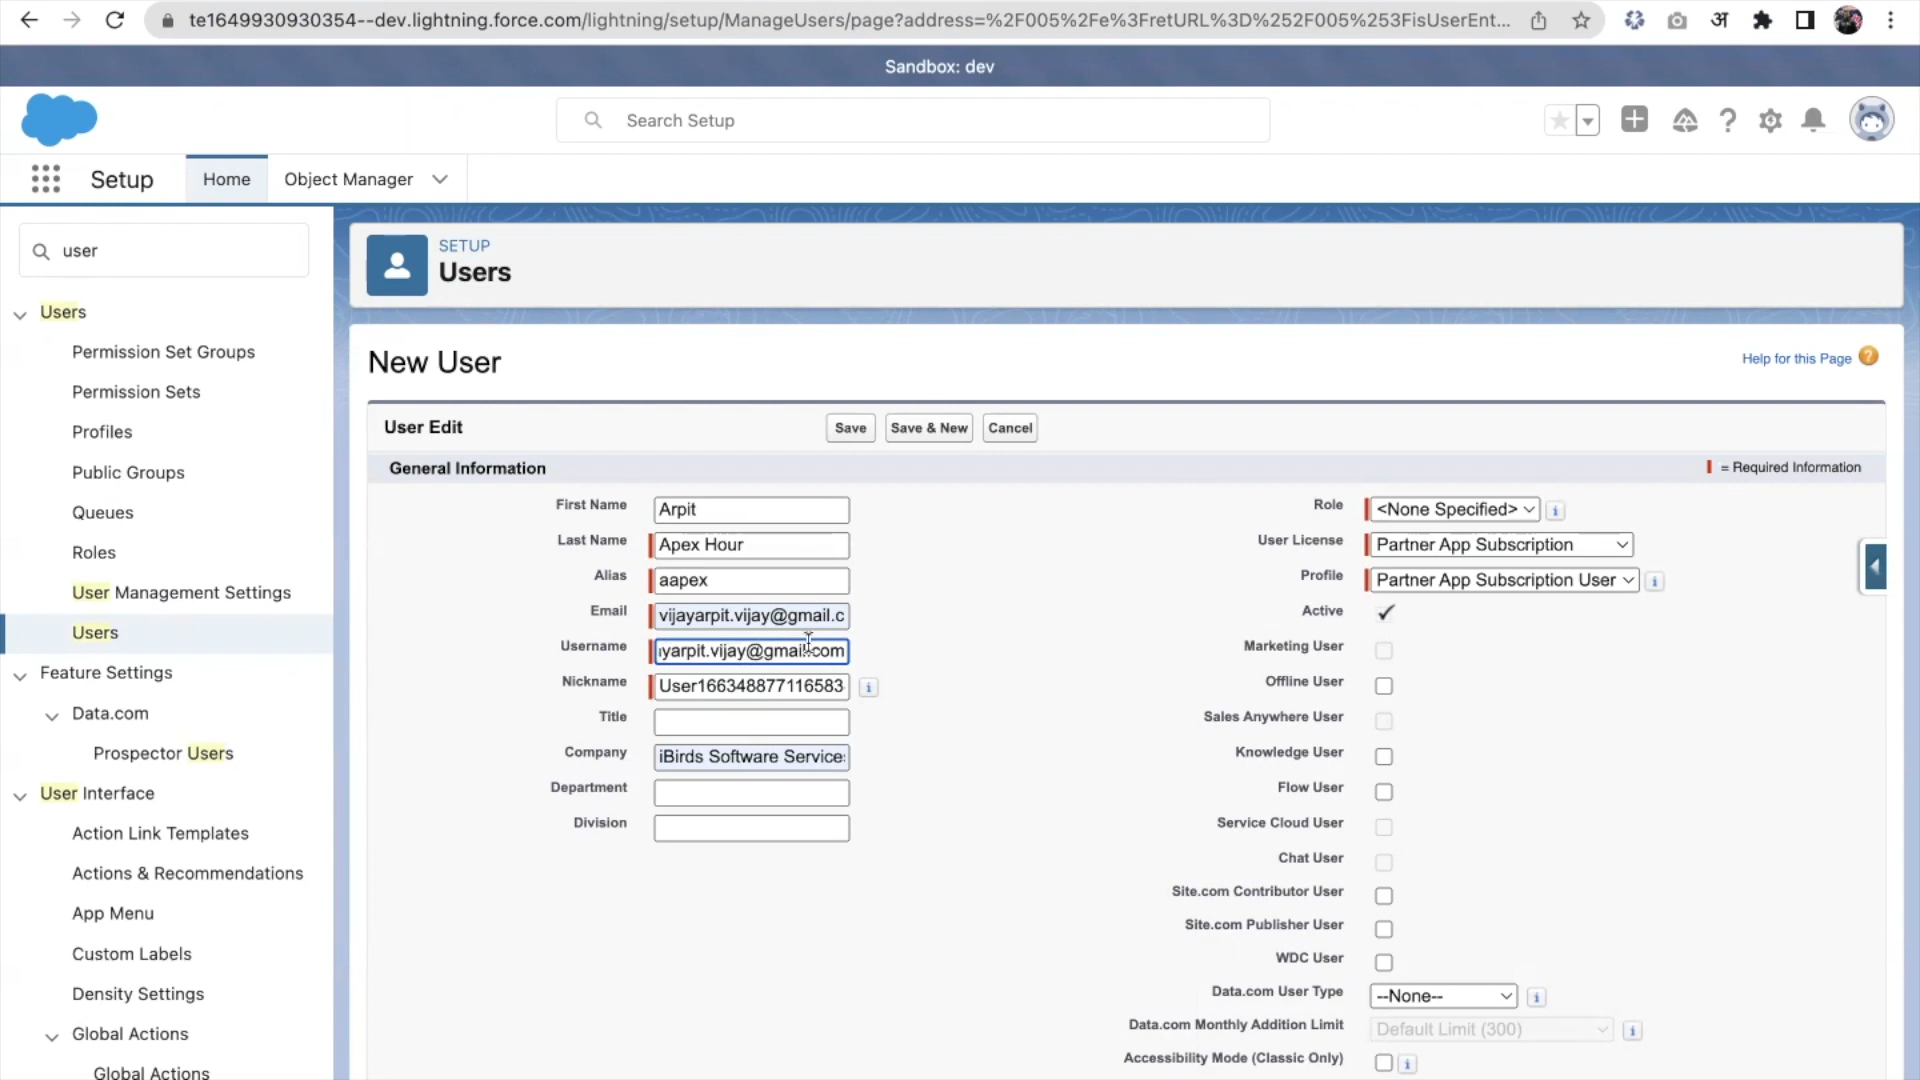 te1649930930354--dev.lightning.force.com/lightning/setup/ManageUsers/page?address=%2F005%2Fe%3FretURL%3D%252F005%253FisUserEnt...
अ
Sandbox: dev
Search Setup
Setup
Home
Object Manager
user
SETUP
Users
Users
Permission Set Groups
Permission Sets
Profiles
Public Groups
Queues
Roles
User Management Settings
Users
Feature Settings
Data.com
Prospector Users
User Interface
Action Link Templates
Actions & Recommendations
App Menu
Custom Labels
Density Settings
Global Actions
Global Actions
New User
Help for this Page ?
User Edit
Save
Save & New
Cancel
General Information
= Required Information
First Name Arpit
Last Name Apex Hour
Alias aapex
Email vijayarpit.vijay@gmail.c
Username yarpit.vijay@gmail.com
Nickname User166348877116583 i
Title
Company iBirds Software Services
Department
Division
Role <None Specified> i
User License Partner App Subscription
Profile Partner App Subscription User i
Active
Marketing User
Offline User
Sales Anywhere User
Knowledge User
Flow User
Service Cloud User
Chat User
Site.com Contributor User
Site.com Publisher User
WDC User
Data.com User Type --None-- i
Data.com Monthly Addition Limit Default Limit (300) i
Accessibility Mode (Classic Only) i